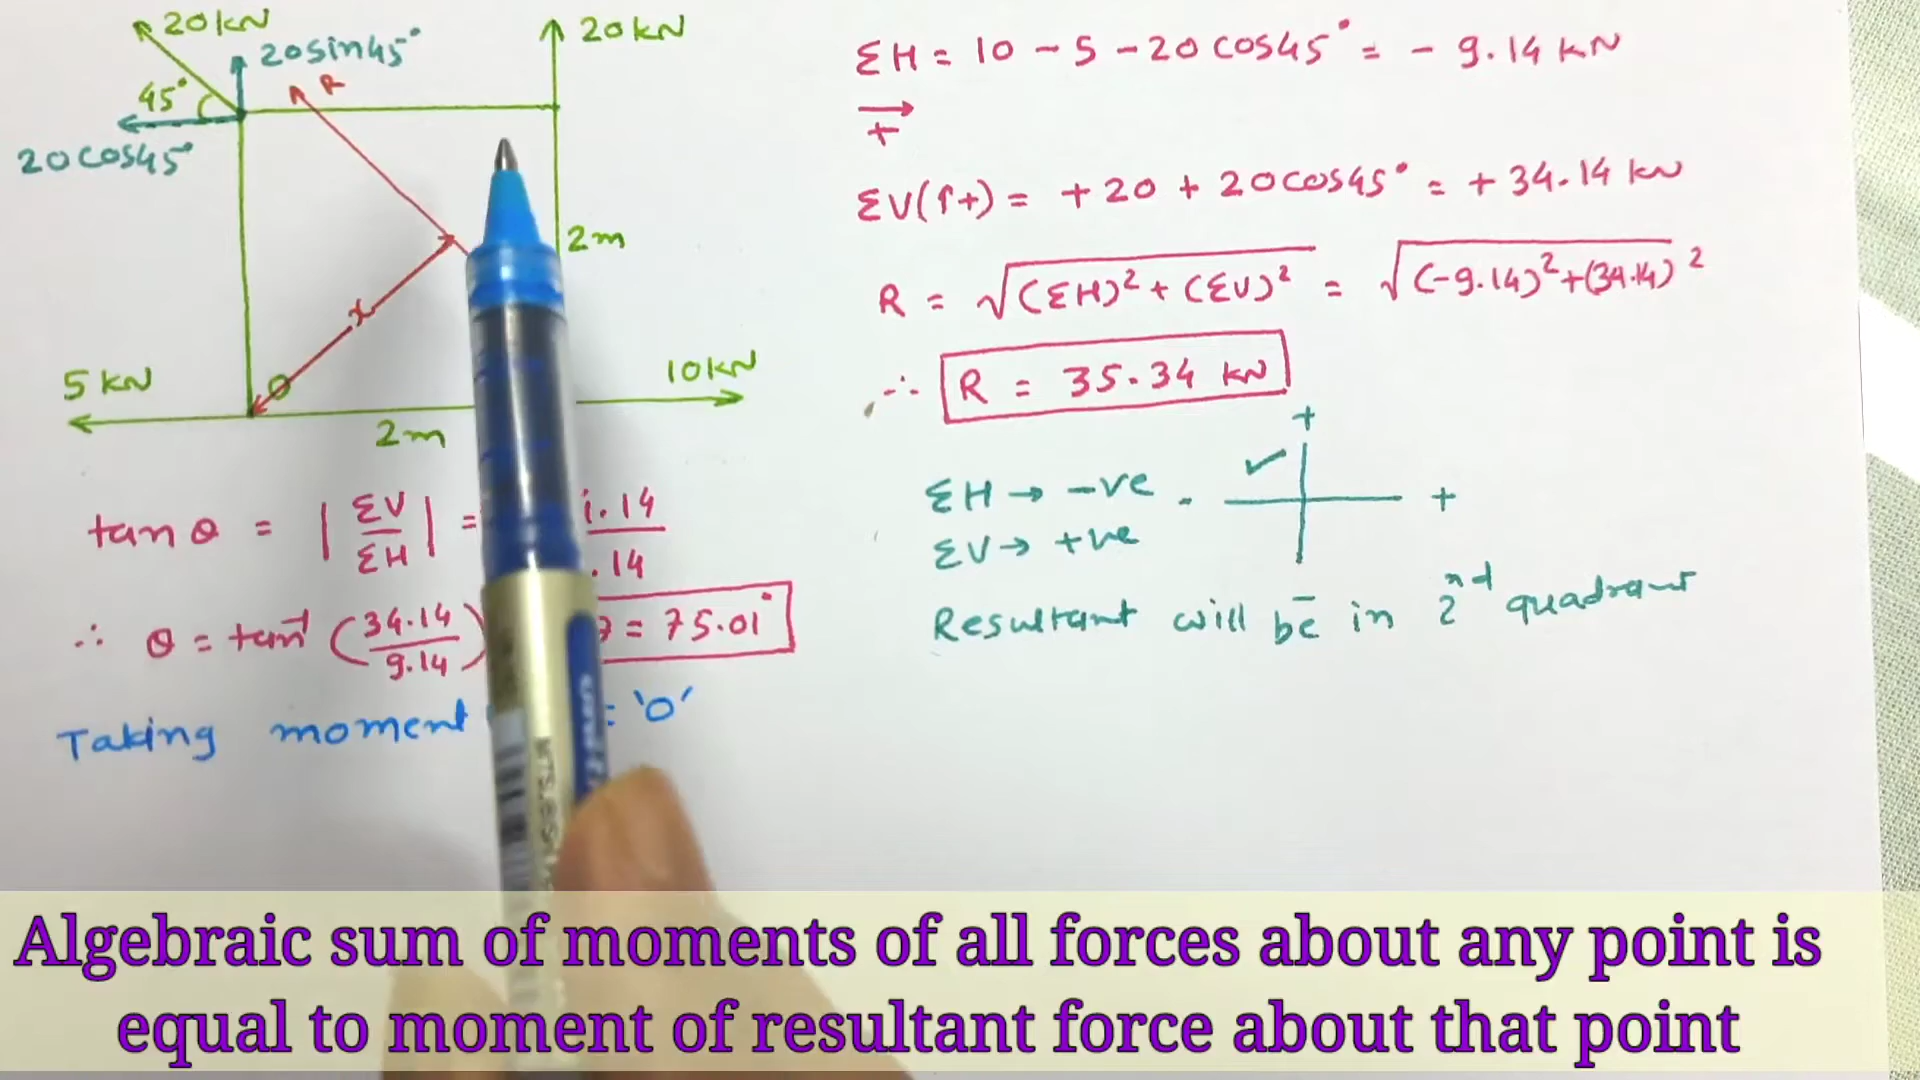 20kN
20sin45°
R
20kN
45°
20cos45°
2m
x
5kN
O
10kN
2m
tanθ = |ΣV/ΣH| = .14/.14
∴ θ = tan⁻¹ (34.14/9.14) = 75.01°
Taking moment = 'O'
ΣH = 10 - 5 - 20cos45° = - 9.14 kN
→
+
ΣV(↑+) = +20 + 20cos45° = +34.14 kN
R = √(ΣH)² + (ΣV)² = √(-9.14)² + (34.14)²
∴ R = 35.34 kN
+
ΣH → -ve - +
ΣV → +ve
-
Resultant will be in 2nd quadrant
Algebraic sum of moments of all forces about any point is
equal to moment of resultant force about that point